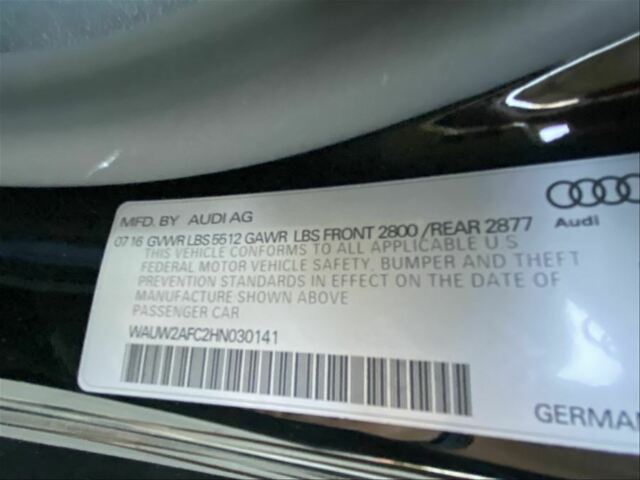 MFD. BY AUDI AG
Audi
07 16 GVWR LBS 5512 GAWR LBS FRONT 2800 /REAR 2877
THIS VEHICLE CONFORMS TO ALL APPLICABLE U S
FEDERAL MOTOR VEHICLE SAFETY, BUMPER AND THEFT
PREVENTION STANDARDS IN EFFECT ON THE DATE OF
MANUFACTURE SHOWN ABOVE
PASSENGER CAR
WAUW2AFC2HN030141
GERMAN